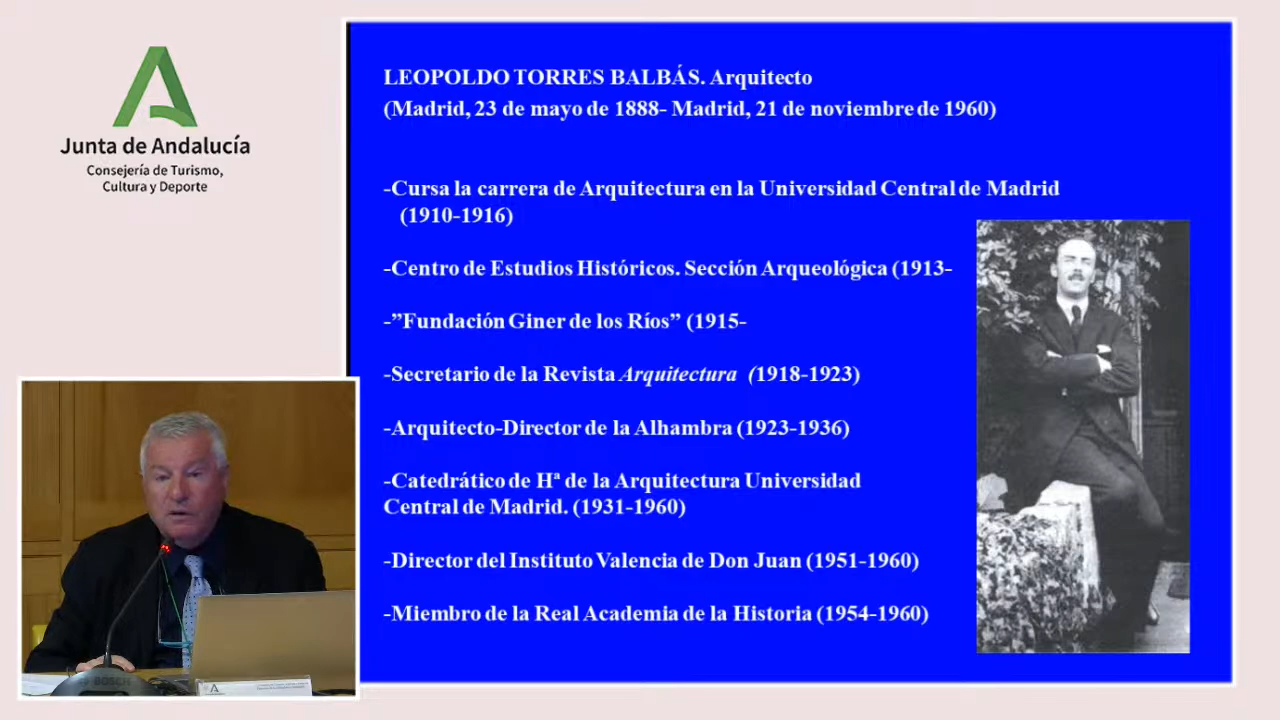 Junta de Andalucía
Consejería de Turismo,
Cultura y Deporte
LEOPOLDO TORRES BALBÁS. Arquitecto
(Madrid, 23 de mayo de 1888- Madrid, 21 de noviembre de 1960)
-Cursa la carrera de Arquitectura en la Universidad Central de Madrid
(1910-1916)
-Centro de Estudios Históricos. Sección Arqueológica (1913-
-”Fundación Giner de los Ríos” (1915-
-Secretario de la Revista Arquitectura (1918-1923)
-Arquitecto-Director de la Alhambra (1923-1936)
-Catedrático de Hª de la Arquitectura Universidad
Central de Madrid. (1931-1960)
-Director del Instituto Valencia de Don Juan (1951-1960)
-Miembro de la Real Academia de la Historia (1954-1960)
BOSCH